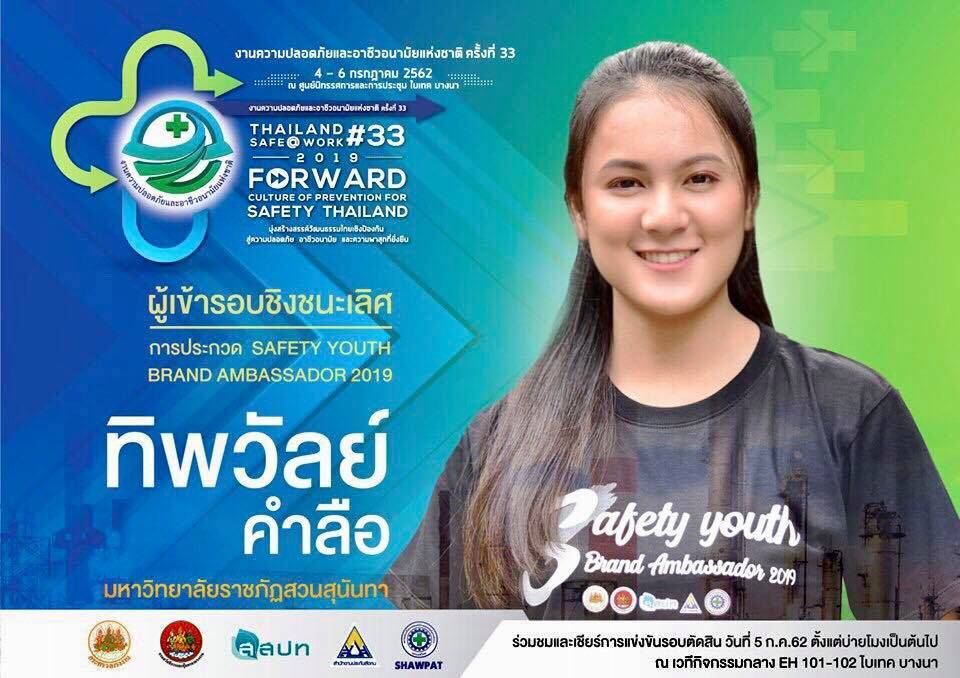 งานความปลอดภัยและอาชีวอนามัยแห่งชาติ ครั้งที่ 33
4 - 6 กรกฎาคม 2562
ณ ศูนย์นิทรรศการและการประชุม ไบเทค บางนา
งานความปลอดภัยและอาชีวอนามัยแห่งชาติ ครั้งที่ 33
THAILAND
SAFE@WORK #33
2019
FORWARD
CULTURE OF PREVENTION FOR
SAFETY THAILAND
มุ่งสร้างสรรค์วัฒนธรรมไทยเชิงป้องกัน
สู่ความปลอดภัย อาชีวอนามัย และความผาสุกที่ยั่งยืน
งานความปลอดภัยและอาชีวอนามัยแห่งชาติ
ผู้เข้ารอบชิงชนะเลิศ
การประกวด SAFETY YOUTH
BRAND AMBASSADOR 2019
ทิพวัลย์
คำลือ
มหาวิทยาลัยราชภัฏสวนสุนันทา
Safety youth
Brand Ambassador 2019
สสปท
SHAWPAT
ร่วมชมและเชียร์การแข่งขันรอบตัดสิน วันที่ 5 ก.ค.62 ตั้งแต่บ่ายโมงเป็นต้นไป
ณ เวทีกิจกรรมกลาง EH 101-102 ไบเทค บางนา